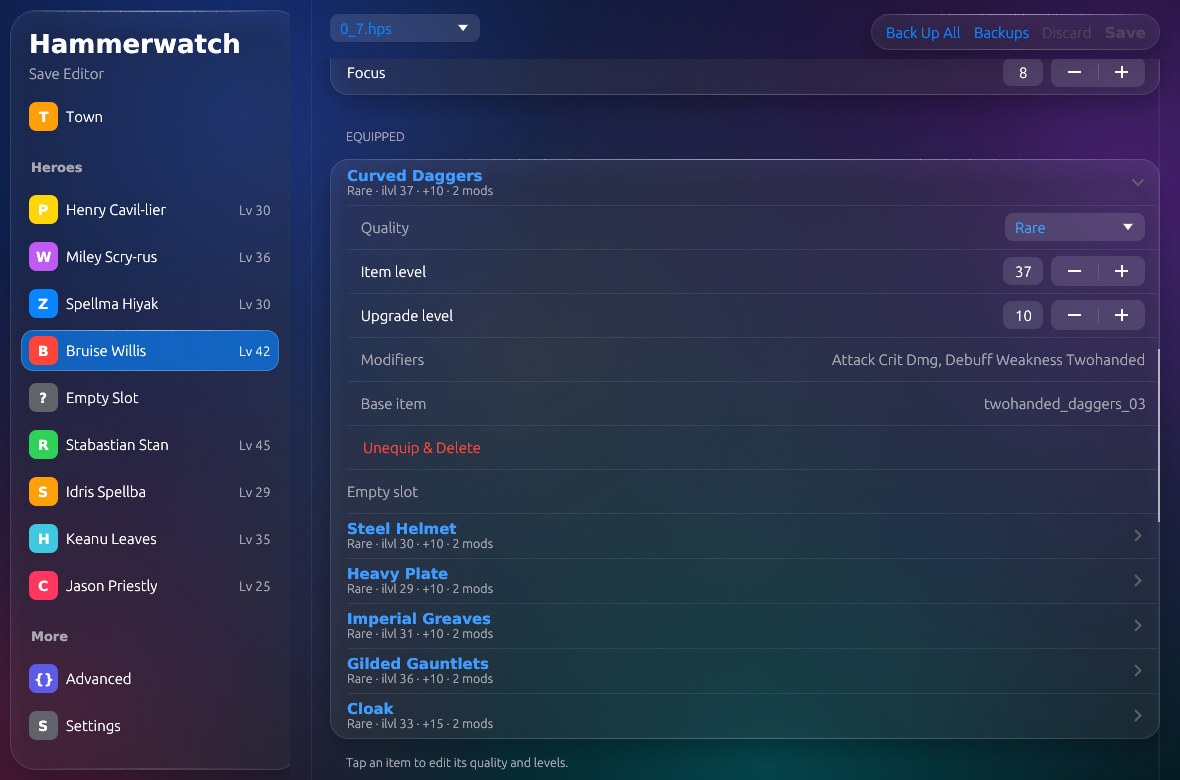 Hammerwatch
Save Editor
T Town
Heroes
P Henry Cavil-lier Lv 30
W Miley Scry-rus Lv 36
Z Spellma Hiyak Lv 30
B Bruise Willis Lv 42
? Empty Slot
R Stabastian Stan Lv 45
S Idris Spellba Lv 29
H Keanu Leaves Lv 35
C Jason Priestly Lv 25
More
{} Advanced
S Settings
0_7.hps
Back Up All Backups Discard Save
Focus 8 − +
EQUIPPED
Curved Daggers
Rare · ilvl 37 · +10 · 2 mods
Quality Rare
Item level 37 − +
Upgrade level 10 − +
Modifiers Attack Crit Dmg, Debuff Weakness Twohanded
Base item twohanded_daggers_03
Unequip & Delete
Empty slot
Steel Helmet
Rare · ilvl 30 · +10 · 2 mods
Heavy Plate
Rare · ilvl 29 · +10 · 2 mods
Imperial Greaves
Rare · ilvl 31 · +10 · 2 mods
Gilded Gauntlets
Rare · ilvl 36 · +10 · 2 mods
Cloak
Rare · ilvl 33 · +15 · 2 mods
Tap an item to edit its quality and levels.